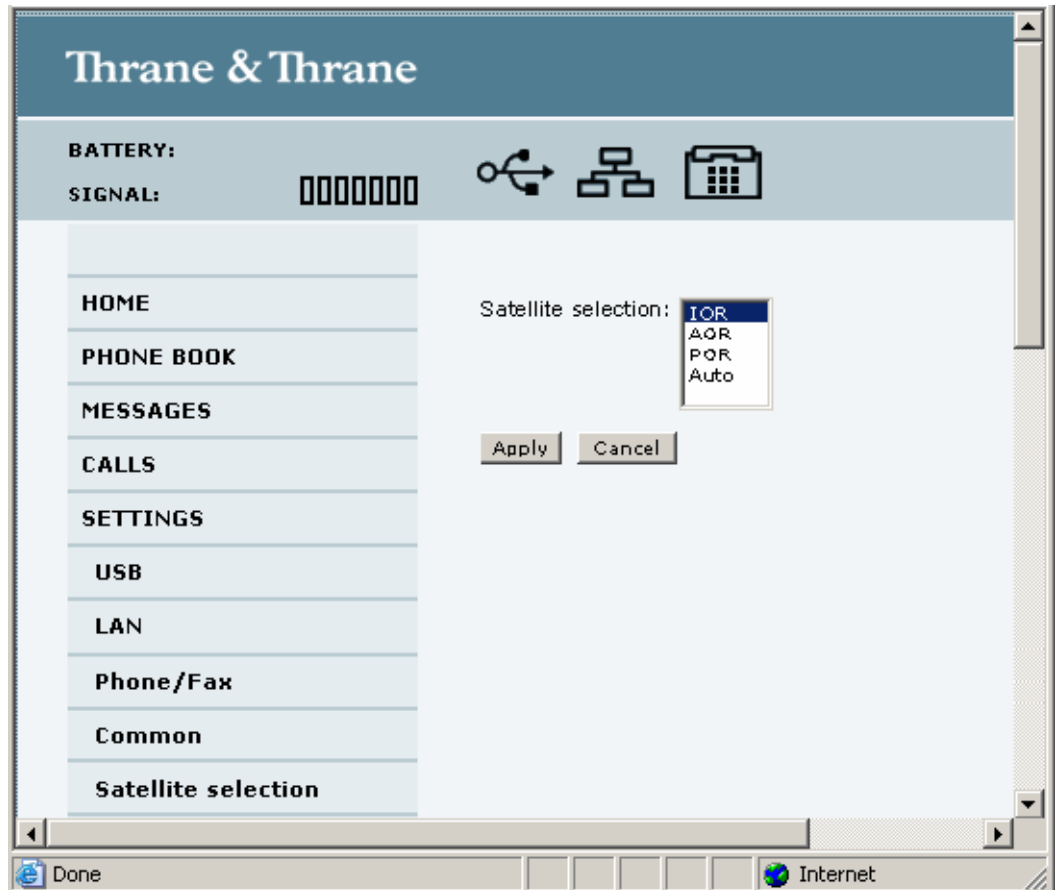 Thrane & Thrane
BATTERY:
SIGNAL:
HOME
PHONE BOOK
MESSAGES
CALLS
SETTINGS
USB
LAN
Phone/Fax
Common
Satellite selection
Satellite selection:
IOR
AOR
POR
Auto
Apply
Cancel
Done
Internet